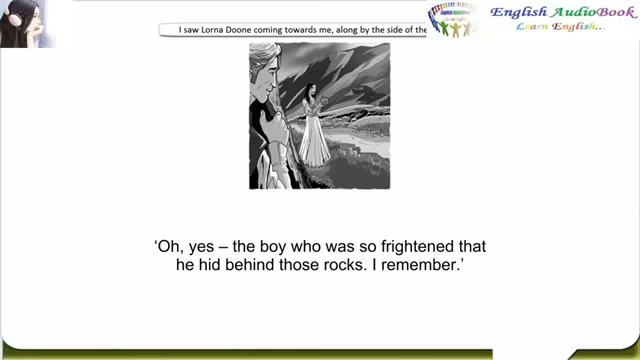 I saw Lorna Doone coming towards me, along by the side of the
English AudioBook
Learn English...
‘Oh, yes – the boy who was so frightened that
he hid behind those rocks. I remember.’